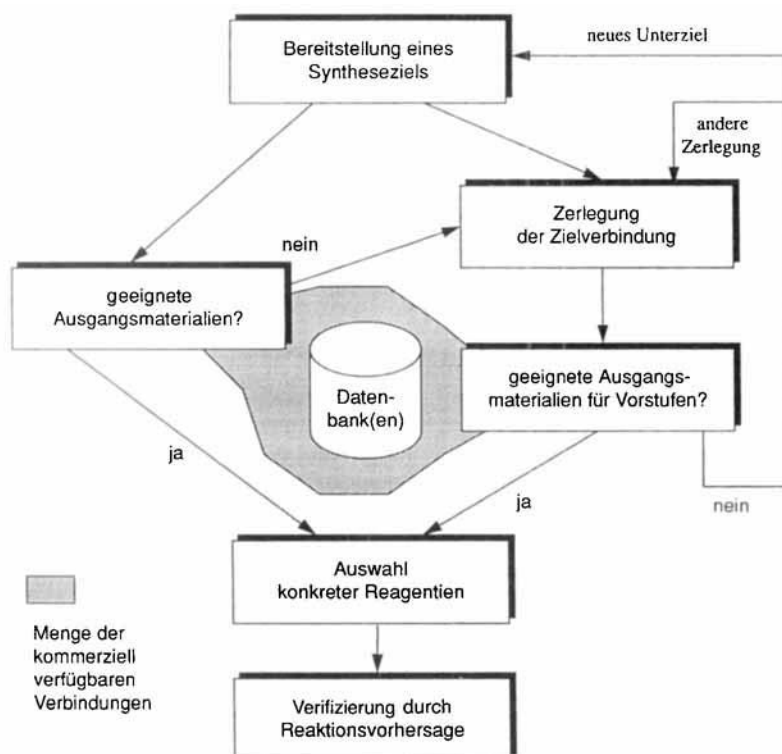 Bereitstellung eines
Syntheseziels
neues Unterziel
andere
Zerlegung
Zerlegung
der Zielverbindung
nein
geeignete
Ausgangsmaterialien?
Daten-
bank(en)
geeignete Ausgangs-
materialien für Vorstufen?
ja
ja
nein
Auswahl
konkreter Reagentien
Menge der
kommerziell
verfügbaren
Verbindungen
Verifizierung durch
Reaktionsvorhersage